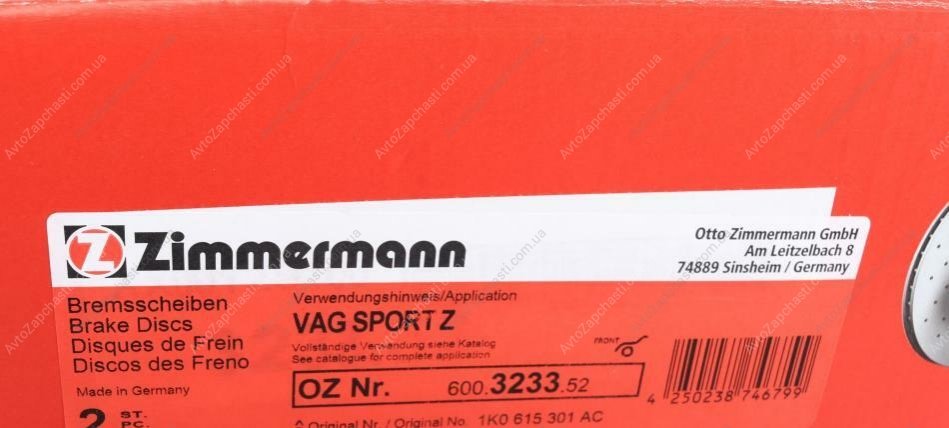 Z Zimmermann
Otto Zimmermann GmbH
Am Leitzelbach 8
74889 Sinsheim / Germany
Bremsscheiben
Brake Discs
Disques de Frein
Discos des Freno
Made in Germany
2 ST.
PC.
Verwendungshinweis/Application
VAG SPORT Z
Vollständige Verwendung siehe Katalog
See catalogue for complete application
FRONT
OZ Nr. 600.3233.52
Original Nr. / Original No. 1K0 615 301 AC
4 250238 746799
AvtoZapchasti.com.ua